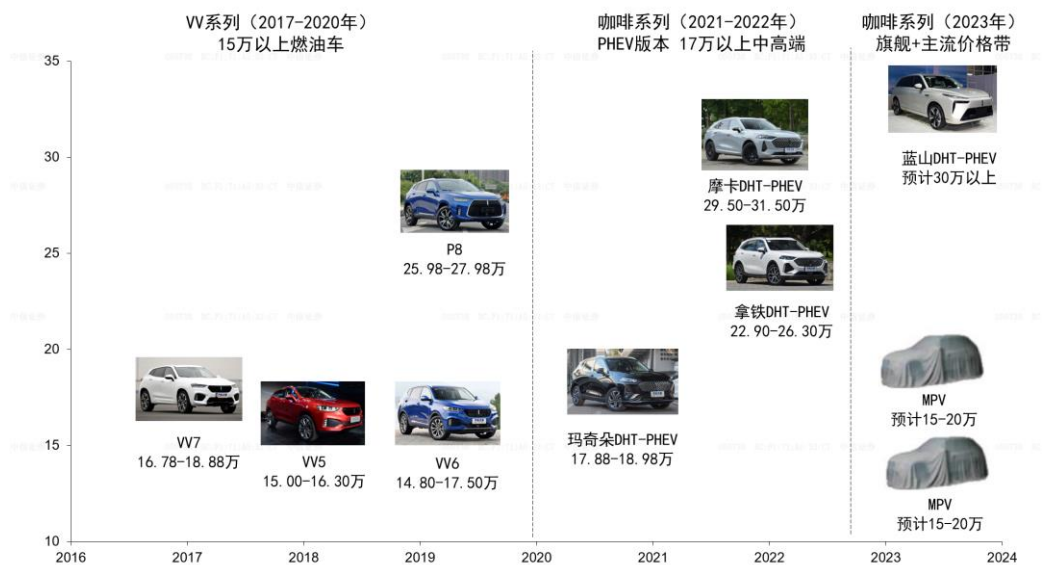 VV系列（2017-2020年）
15万以上燃油车
咖啡系列（2021-2022年）
PHEV版本 17万以上中高端
咖啡系列（2023年）
旗舰+主流价格带
35
30
25
20
15
10
蓝山DHT-PHEV
预计30万以上
摩卡DHT-PHEV
29.50-31.50万
P8
25.98-27.98万
拿铁DHT-PHEV
22.90-26.30万
MPV
预计15-20万
VV7
16.78-18.88万
VV5
15.00-16.30万
VV6
14.80-17.50万
玛奇朵DHT-PHEV
17.88-18.98万
MPV
预计15-20万
2016
2017
2018
2019
2020
2021
2022
2023
2024